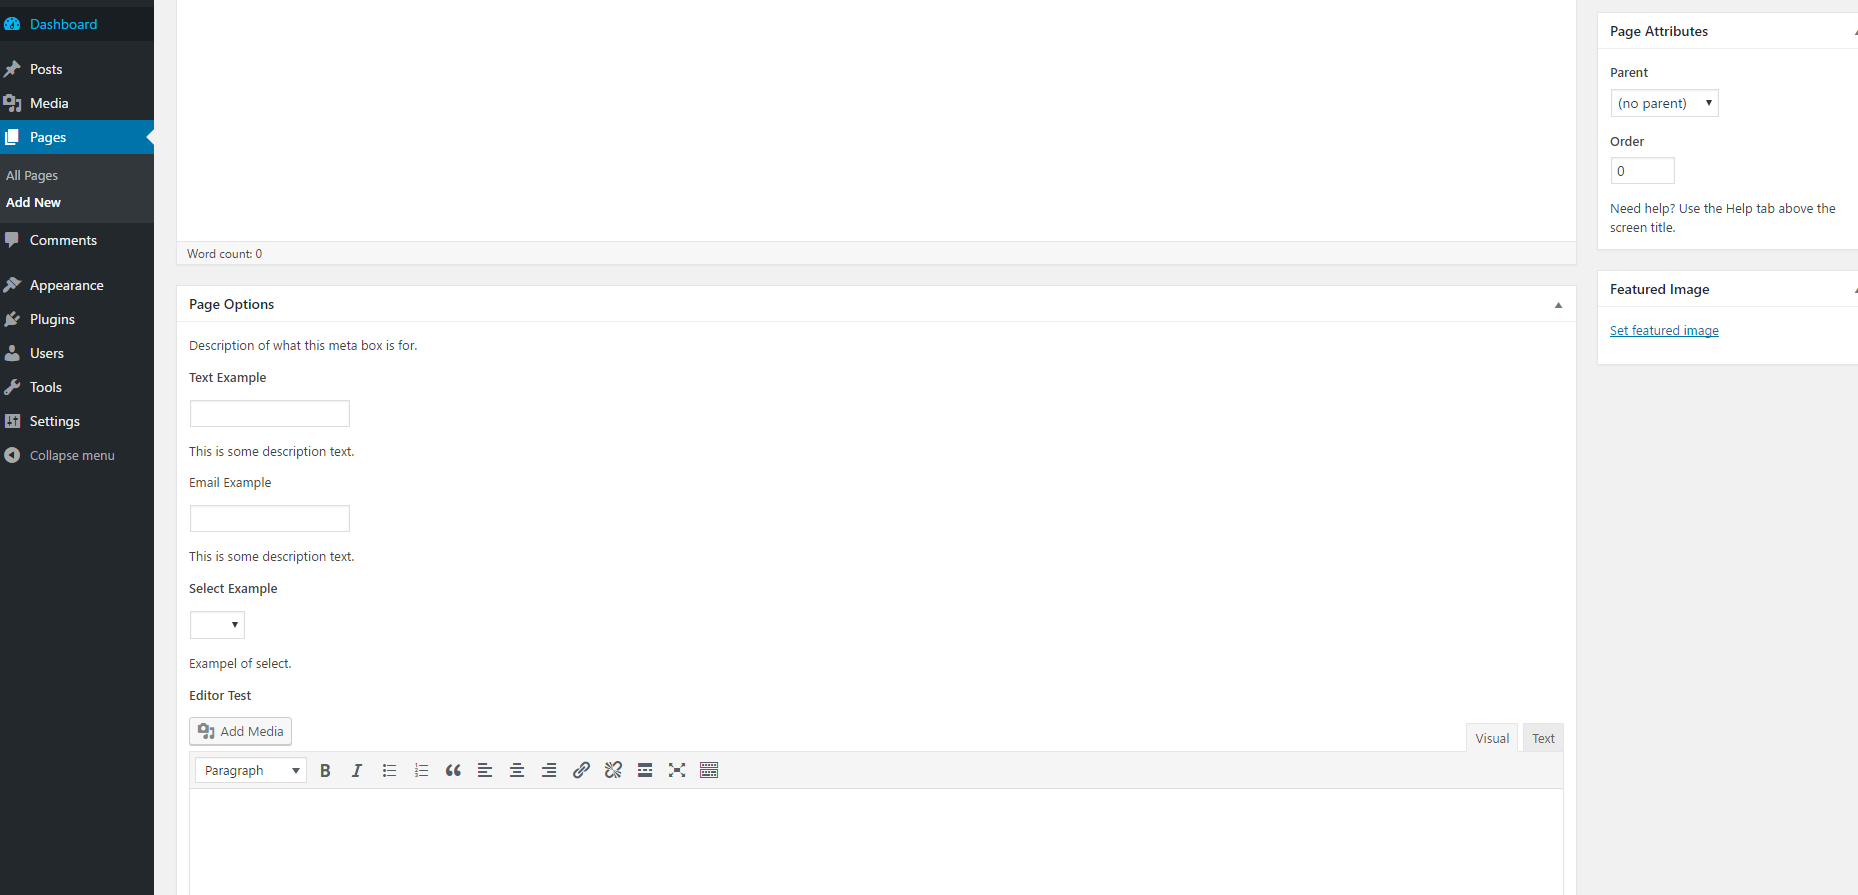 Dashboard
Posts
Media
Pages
All Pages
Add New
Comments
Appearance
Plugins
Users
Tools
Settings
Collapse menu
Word count: 0
Page Options
Description of what this meta box is for.
Text Example
This is some description text.
Email Example
This is some description text.
Select Example
Exampel of select.
Editor Test
Add Media
Visual
Text
Paragraph
B
I
Page Attributes
Parent
(no parent)
Order
0
Need help? Use the Help tab above the
screen title.
Featured Image
Set featured image